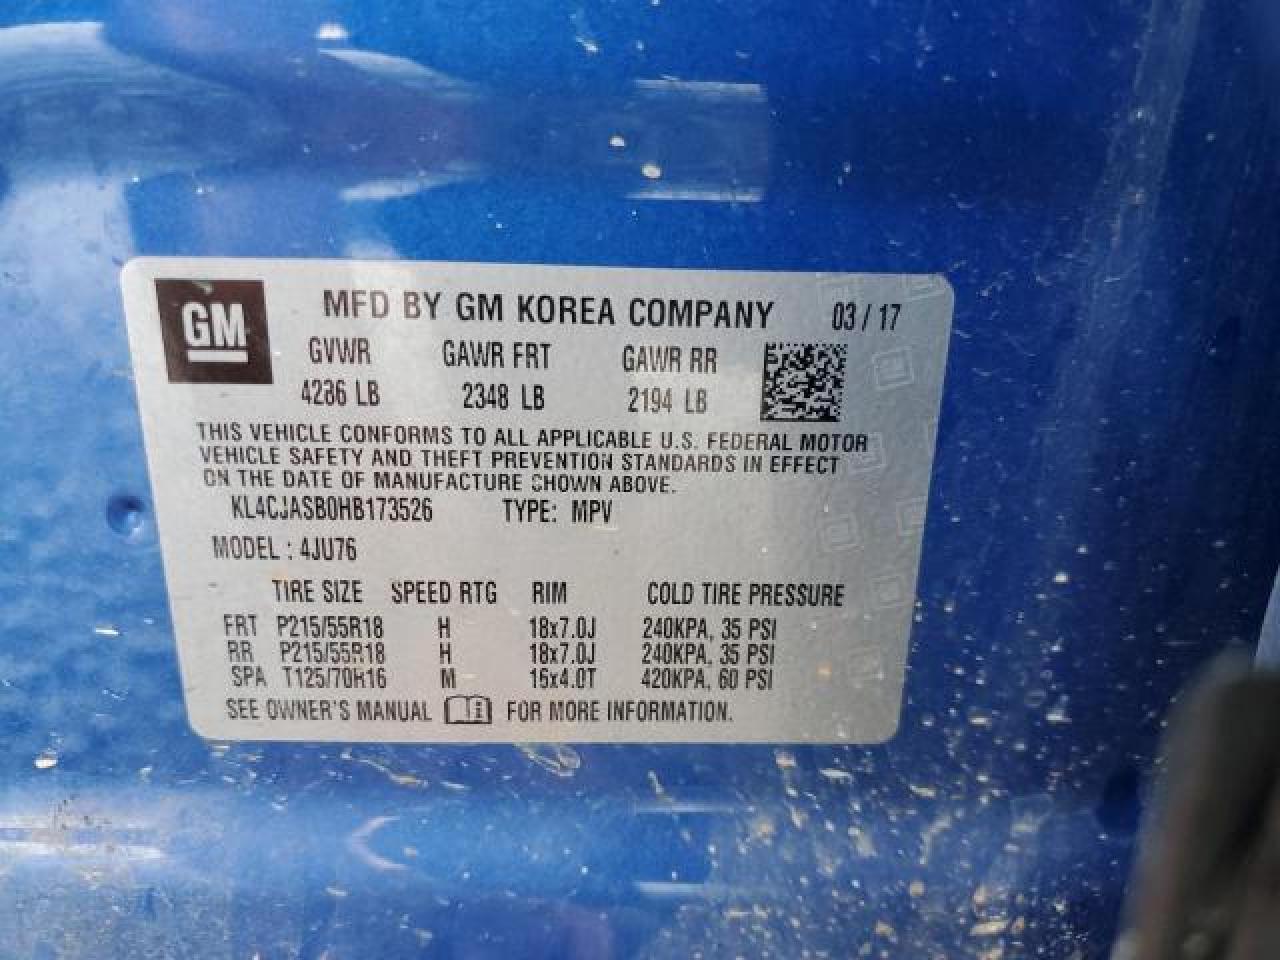 GM
MFD BY GM KOREA COMPANY 03 / 17
GVWR GAWR FRT GAWR RR
4286 LB 2348 LB 2194 LB
THIS VEHICLE CONFORMS TO ALL APPLICABLE U.S. FEDERAL MOTOR
VEHICLE SAFETY AND THEFT PREVENTION STANDARDS IN EFFECT
ON THE DATE OF MANUFACTURE SHOWN ABOVE.
KL4CJASB0HB173526 TYPE: MPV
MODEL : 4JU76
TIRE SIZE SPEED RTG RIM COLD TIRE PRESSURE
FRT P215/55R18 H 18x7.0J 240KPA, 35 PSI
RR P215/55R18 H 18x7.0J 240KPA, 35 PSI
SPA T125/70R16 M 15x4.0T 420KPA, 60 PSI
SEE OWNER'S MANUAL FOR MORE INFORMATION.